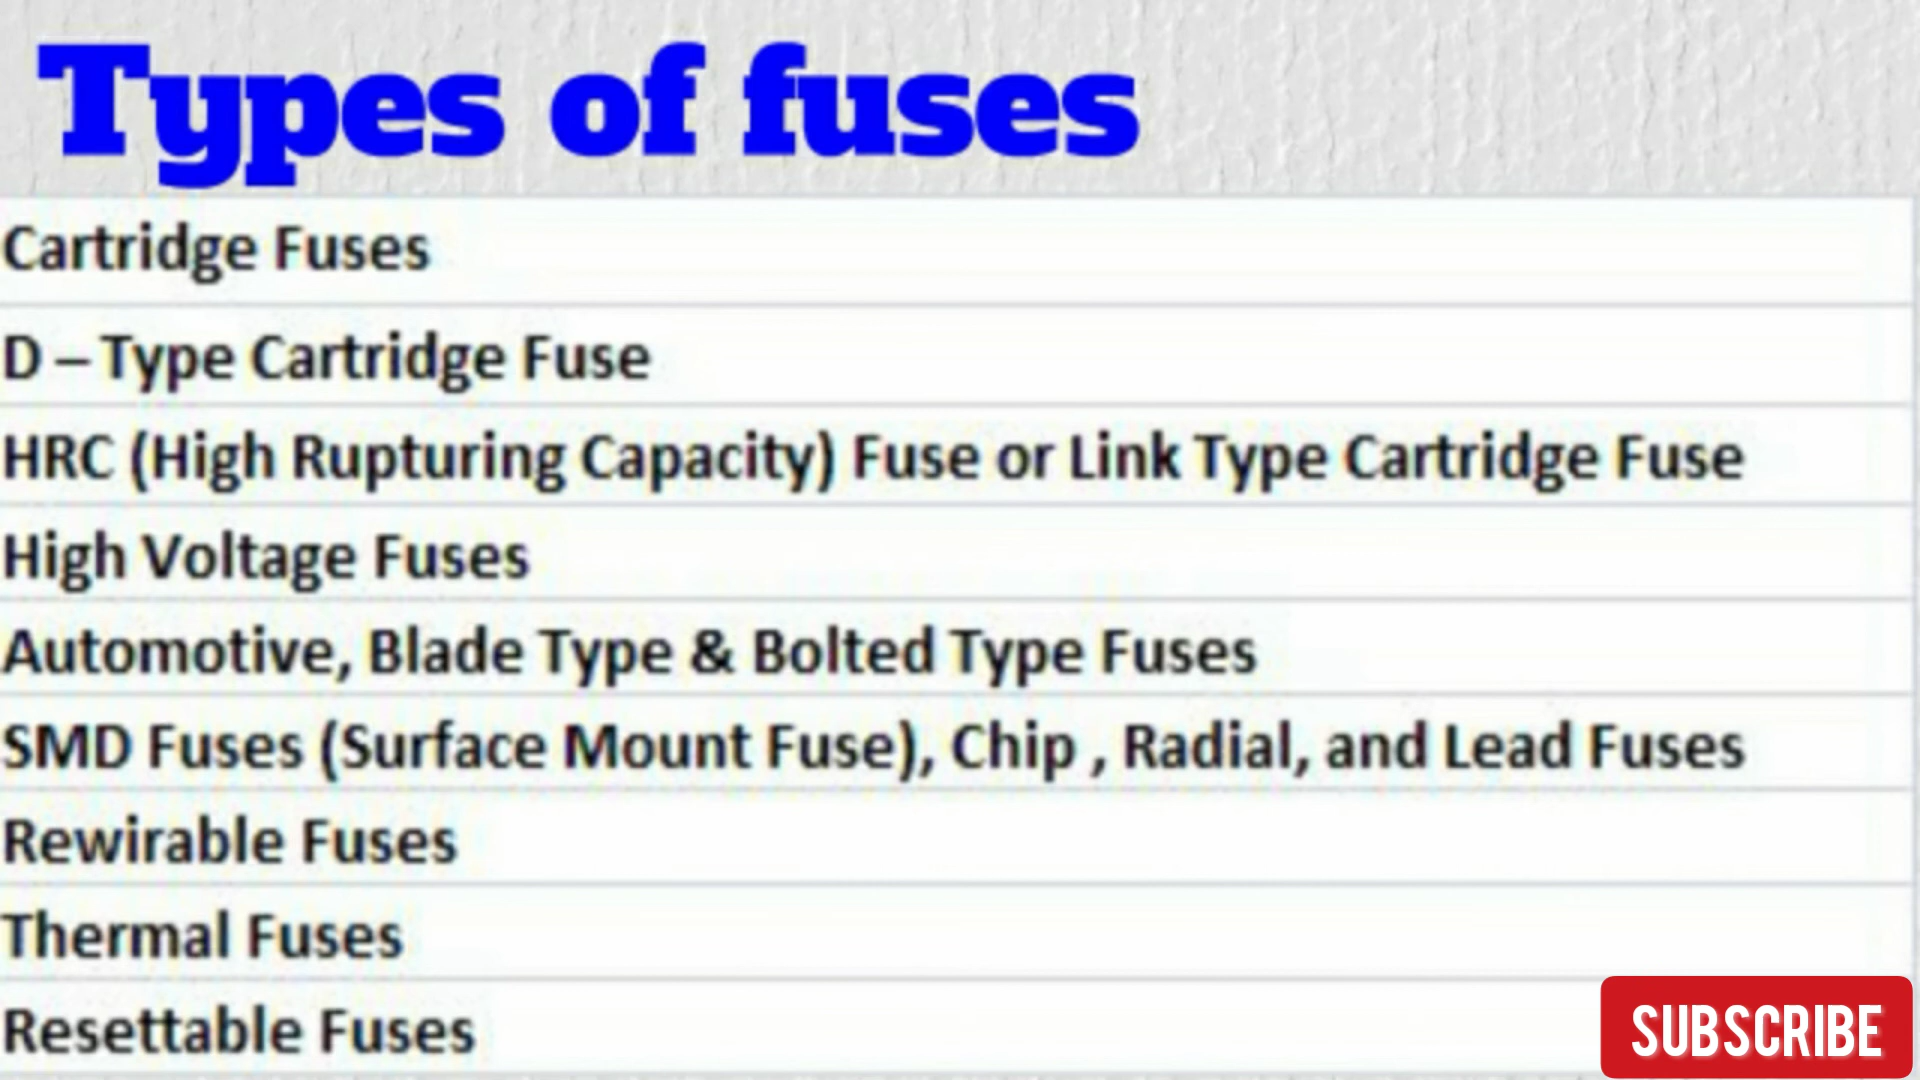 Types of fuses
Cartridge Fuses
D – Type Cartridge Fuse
HRC (High Rupturing Capacity) Fuse or Link Type Cartridge Fuse
High Voltage Fuses
Automotive, Blade Type & Bolted Type Fuses
SMD Fuses (Surface Mount Fuse), Chip , Radial, and Lead Fuses
Rewirable Fuses
Thermal Fuses
Resettable Fuses
SUBSCRIBE